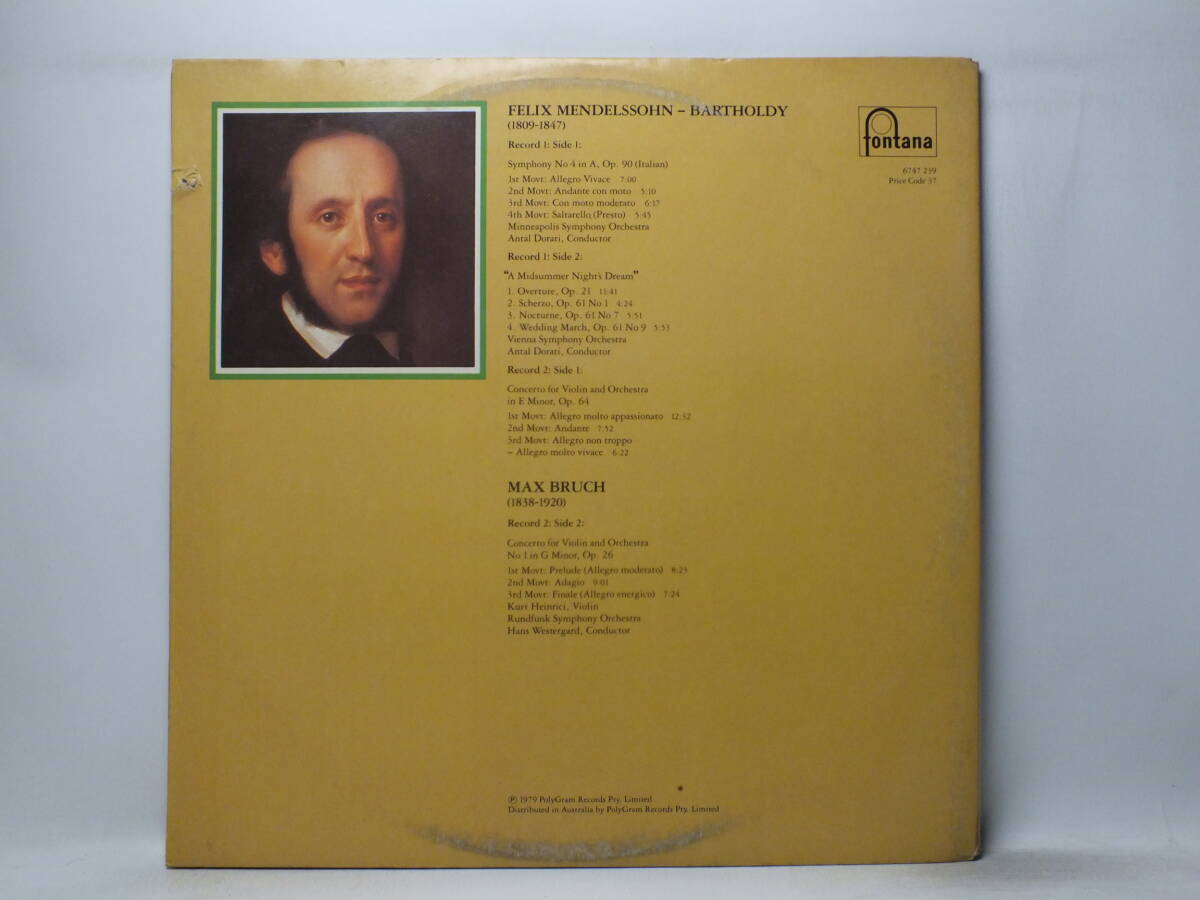 FELIX MENDELSSOHN – BARTHOLDY
(1809-1847)
Record 1: Side 1:
Symphony No 4 in A, Op. 90 (Italian)
1st Movt: Allegro Vivace 7:00
2nd Movt: Andante con moto 5:10
3rd Movt: Con moto moderato 6:17
4th Movt: Saltarello (Presto) 5:45
Minneapolis Symphony Orchestra
Antal Dorati, Conductor
Record 1: Side 2:
"A Midsummer Night's Dream"
1. Overture, Op. 21 11:41
2. Scherzo, Op. 61 No 1 4:24
3. Nocturne, Op. 61 No 7 5:51
4. Wedding March, Op. 61 No 9 5:53
Vienna Symphony Orchestra
Antal Dorati, Conductor
Record 2: Side 1:
Concerto for Violin and Orchestra
in E Minor, Op. 64
1st Movt: Allegro molto appassionato 12:32
2nd Movt: Andante 7:52
3rd Movt: Allegro non troppo
– Allegro molto vivace 6:22
MAX BRUCH
(1838-1920)
Record 2: Side 2:
Concerto for Violin and Orchestra
No 1 in G Minor, Op. 26
1st Movt: Prelude (Allegro moderato) 8:23
2nd Movt: Adagio 9:01
3rd Movt: Finale (Allegro energico) 7:24
Kurt Heinrici, Violin
Rundfunk Symphony Orchestra
Hans Westergard, Conductor
fontana
6747 239
Price Code 37
℗ 1979 PolyGram Records Pty. Limited
Distributed in Australia by PolyGram Records Pty. Limited